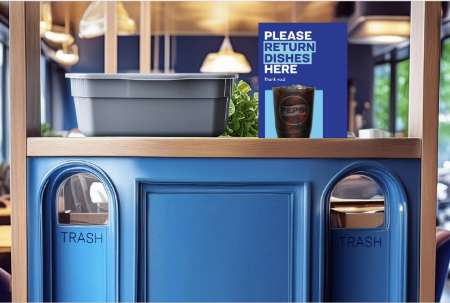 PLEASE
RETURN
DISHES
HERE
Thank you!
PEPSI
TRASH
TRASH